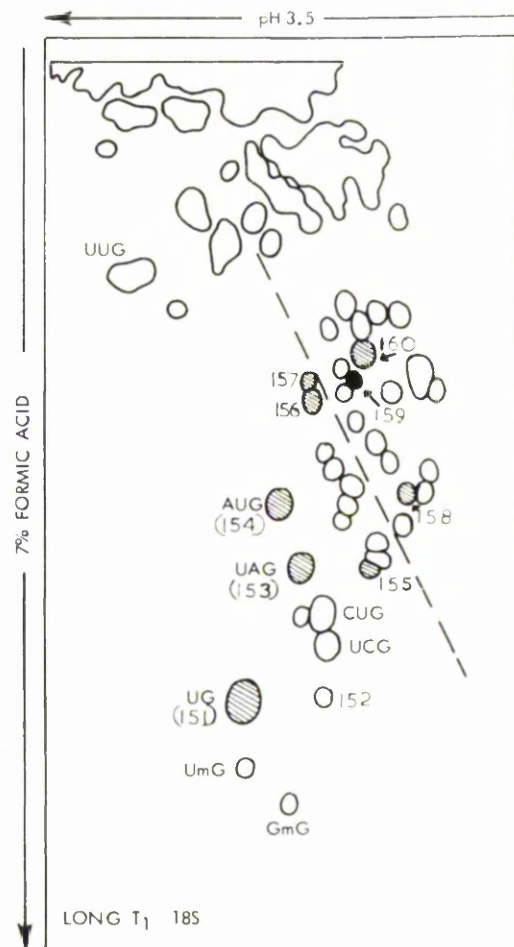 pH 3.5
7% FORMIC ACID
UUG
160
157
156
159
AUG
(154)
158
UAG
(153)
155
CUG
UCG
UG
(151)
152
UmG
GmG
LONG T₁ 18S